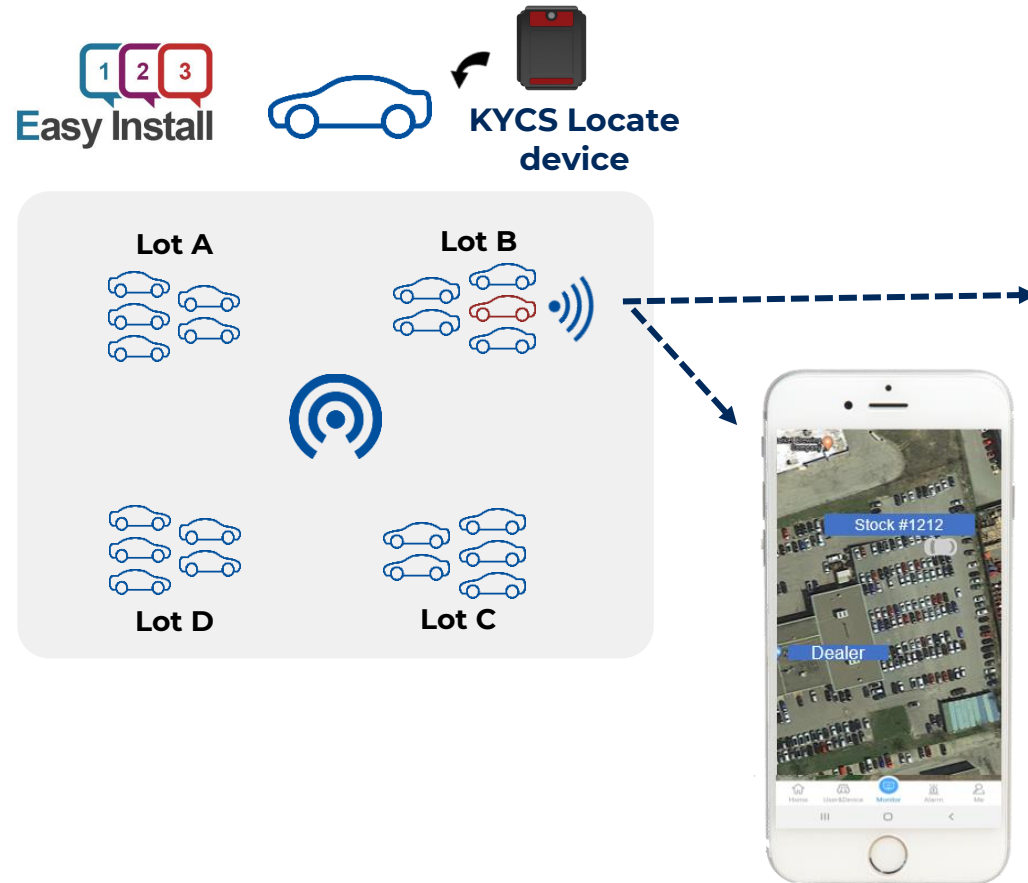 1 2 3
Easy Install
KYCS Locate
device
Lot A
Lot B
Lot D
Lot C
Company
Stock #1212
Dealer
Home
User&Device
Monitor
Alarm
Me